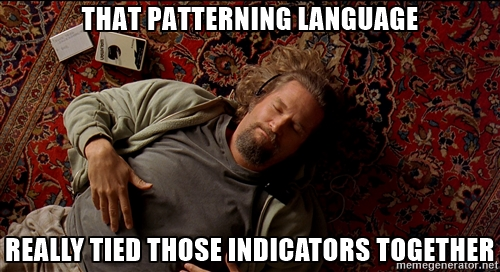 THAT PATTERNING LANGUAGE
REALLY TIED THOSE INDICATORS TOGETHER
memegenerator.net